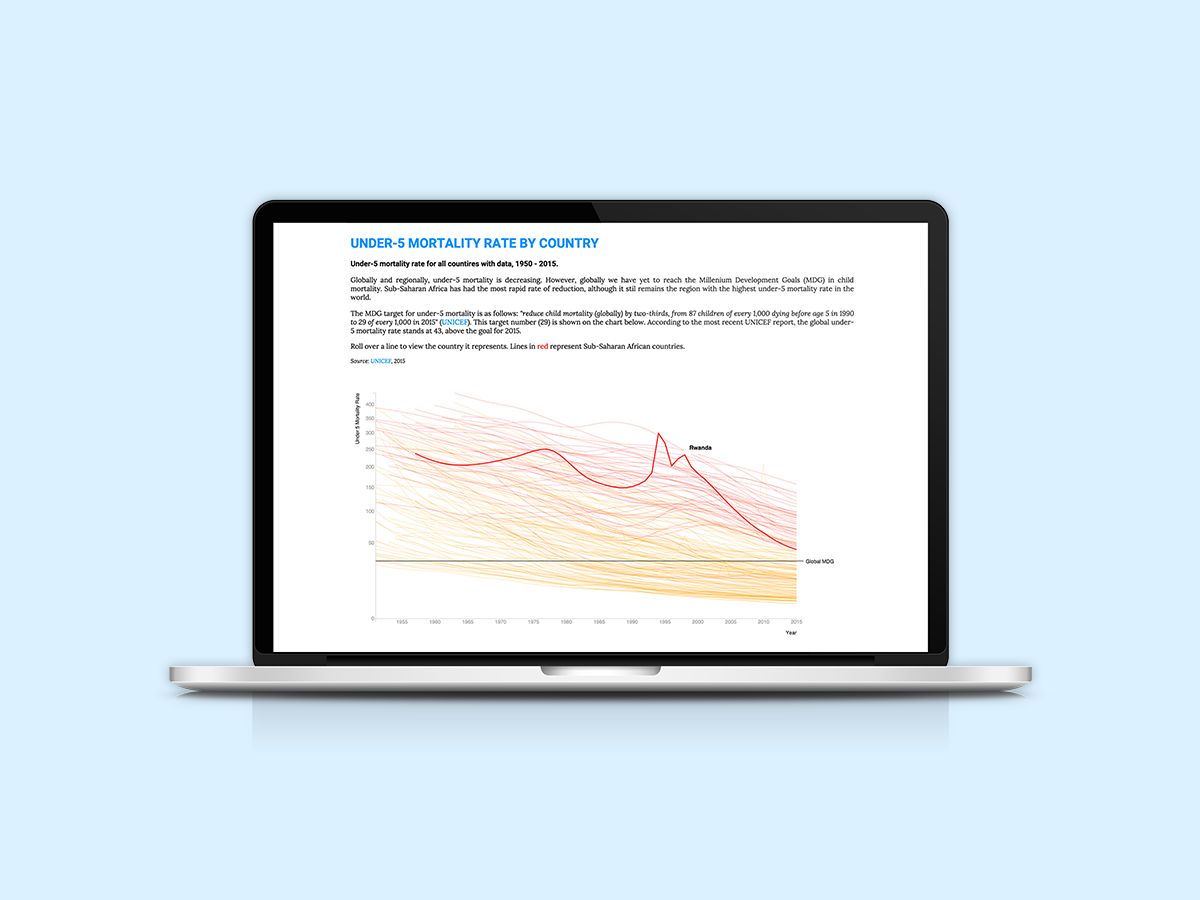 UNDER-5 MORTALITY RATE BY COUNTRY
Under-5 mortality rate for all countires with data, 1950 - 2015.
Globally and regionally, under-5 mortality is decreasing. However, globally we have yet to reach the Millenium Development Goals (MDG) in child
mortality. Sub-Saharan Africa has had the most rapid rate of reduction, although it stil remains the region with the highest under-5 mortality rate in the
world.
The MDG target for under-5 mortality is as follows: "reduce child mortality (globally) by two-thirds, from 87 children of every 1,000 dying before age 5 in 1990
to 29 of every 1,000 in 2015" (UNICEF). This target number (29) is shown on the chart below. According to the most recent UNICEF report, the global under-
5 mortality rate stands at 43, above the goal for 2015.
Roll over a line to view the country it represents. Lines in red represent Sub-Saharan African countries.
Source: UNICEF, 2015
Under 5 Mortality Rate
400
350
300
250
200
150
100
50
0
Rwanda
Global MDG
1955 1960 1965 1970 1975 1980 1985 1990 1995 2000 2005 2010 2015
Year